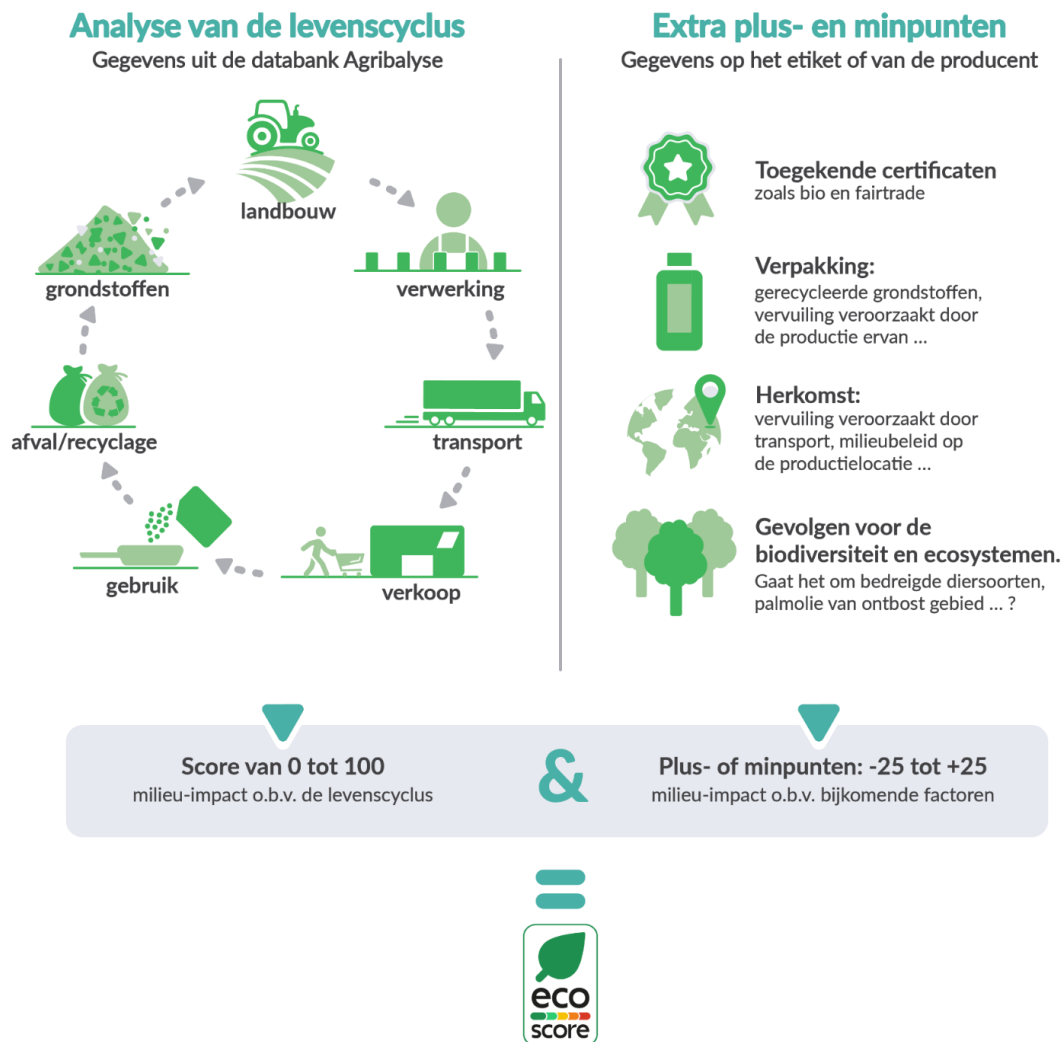 Analyse van de levenscyclus
Gegevens uit de databank Agribalyse
landbouw
grondstoffen
verwerking
afval/recyclage
transport
gebruik
verkoop
Extra plus- en minpunten
Gegevens op het etiket of van de producent
Toegekende certificaten
zoals bio en fairtrade
Verpakking:
gerecycleerde grondstoffen,
vervuiling veroorzaakt door
de productie ervan ...
Herkomst:
vervuiling veroorzaakt door
transport, milieubeleid op
de productielocatie ...
Gevolgen voor de
biodiversiteit en ecosystemen.
Gaat het om bedreigde diersoorten,
palmolie van ontbost gebied ... ?
Score van 0 tot 100
milieu-impact o.b.v. de levenscyclus
&
Plus- of minpunten: -25 tot +25
milieu-impact o.b.v. bijkomende factoren
=
eco
score